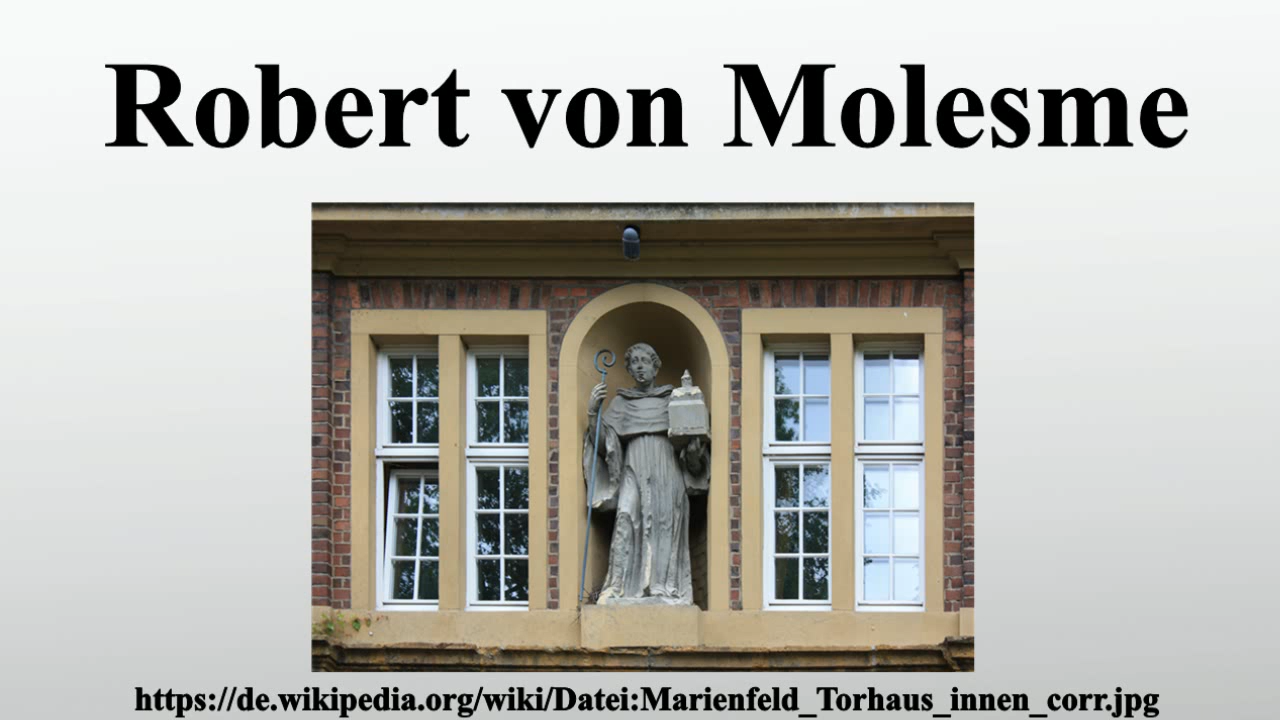 Robert von Molesme
https://de.wikipedia.org/wiki/Datei:Marienfeld_Torhaus_innen_corr.jpg